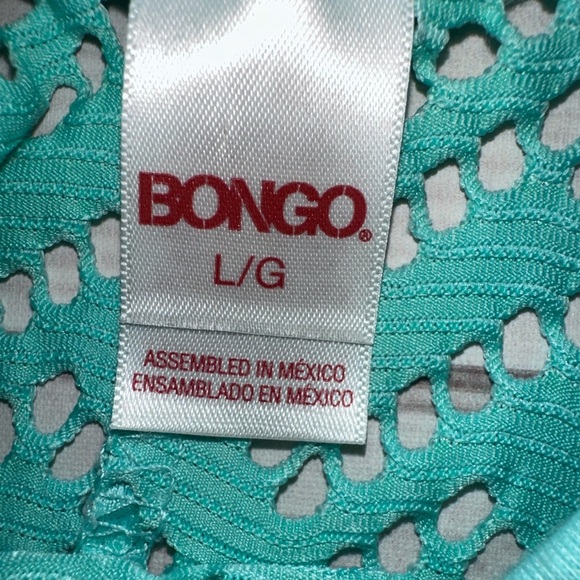 BONGO®
L/G
ASSEMBLED IN MÉXICO
ENSAMBLADO EN MÉXICO